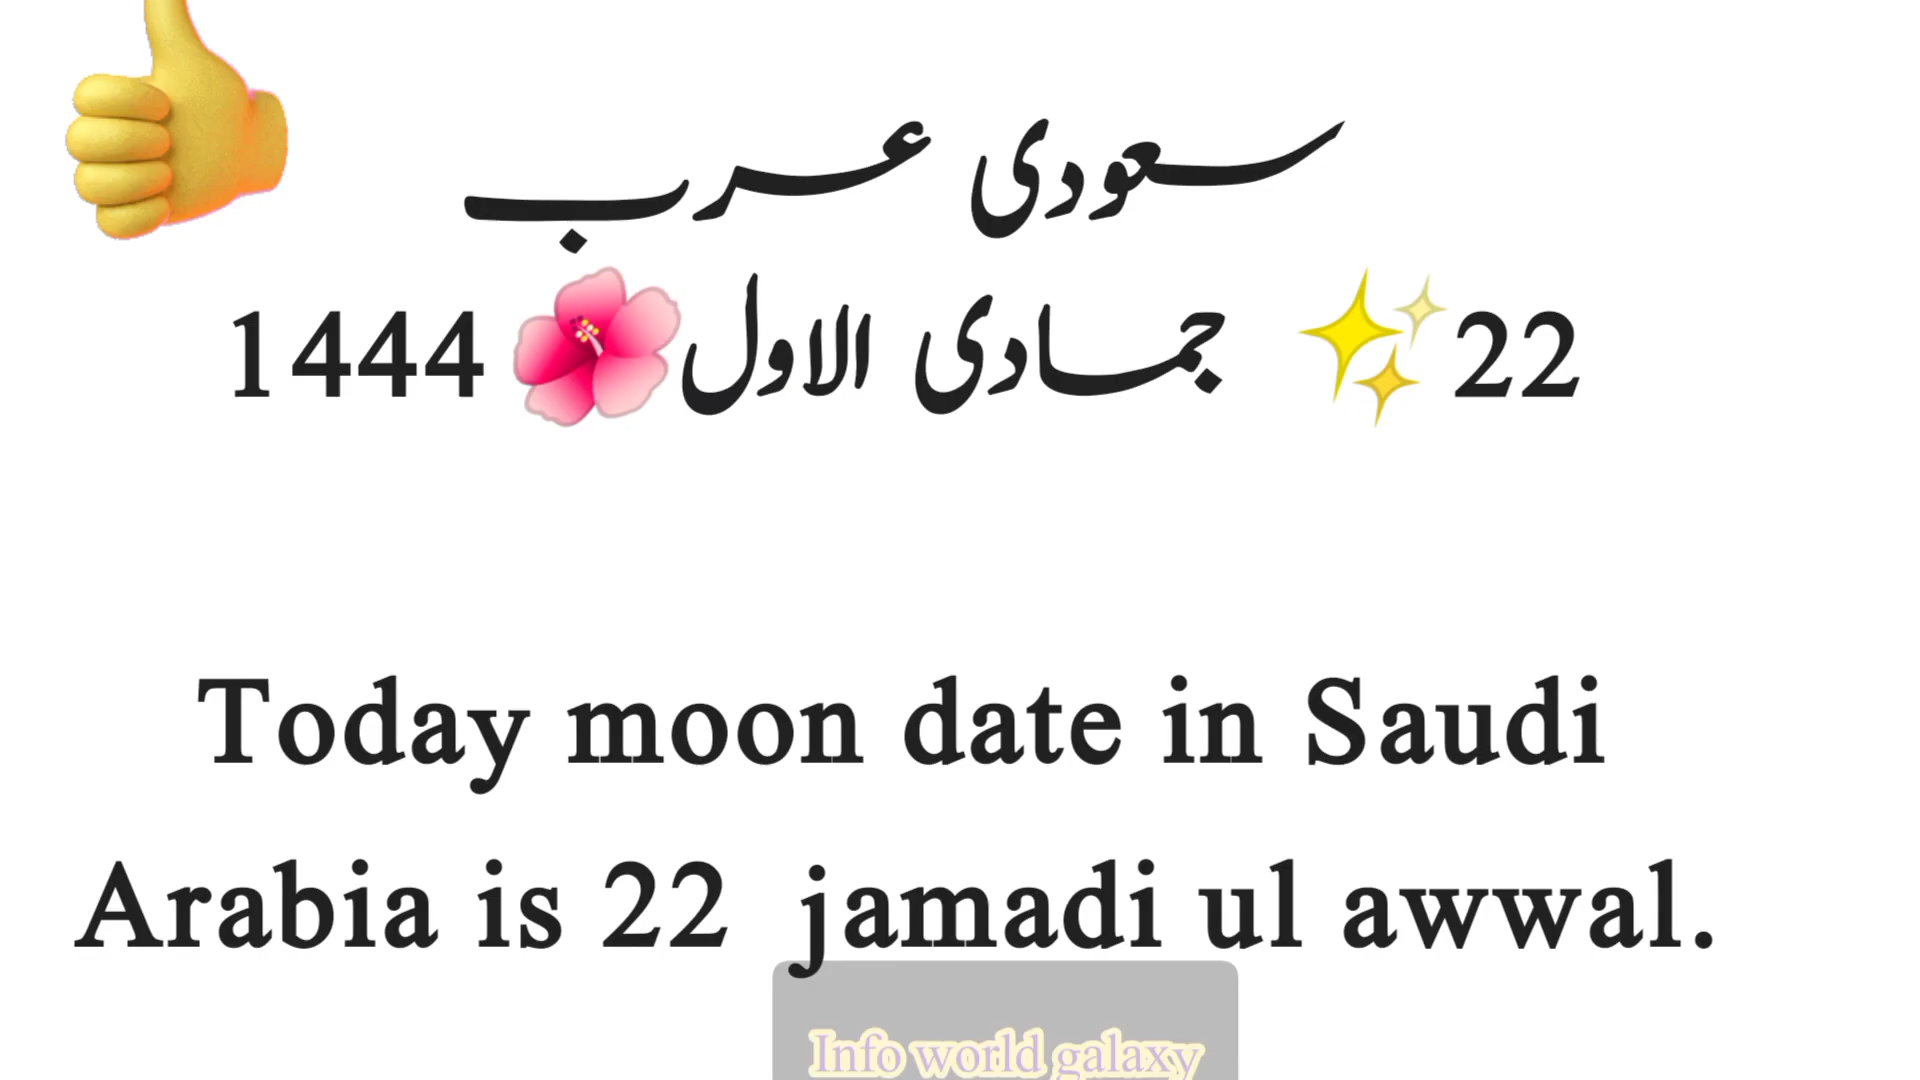 سعودی عرب
22✨ جمادی الاول🌺1444
Today moon date in Saudi
Arabia is 22 jamadi ul awwal.
Info world galaxy